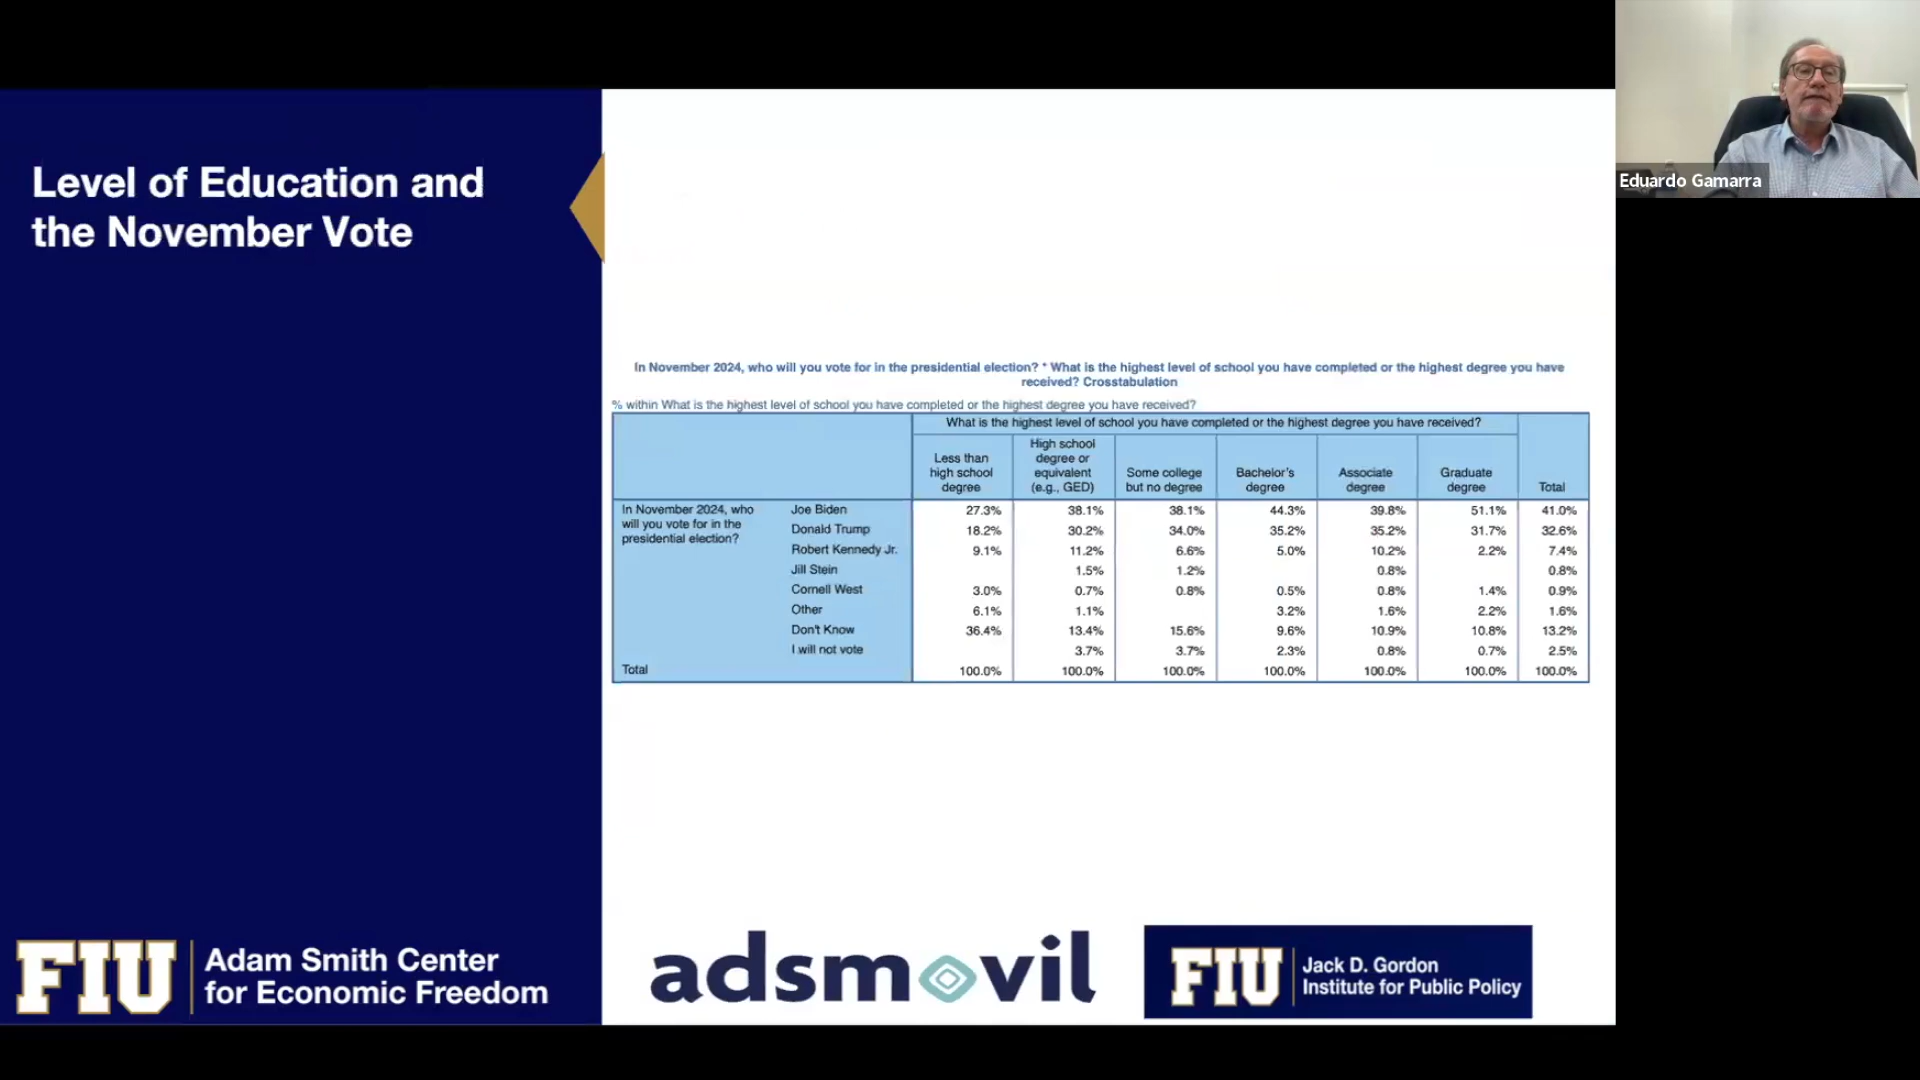 Level of Education and
the November Vote
Eduardo Gamarra
In November 2024, who will you vote for in the presidential election? * What is the highest level of school you have completed or the highest degree you have
received? Crosstabulation
% within What is the highest level of school you have completed or the highest degree you have received?
What is the highest level of school you have completed or the highest degree you have received?
Less than high school degree | High school degree or equivalent (e.g., GED) | Some college but no degree | Bachelor's degree | Associate degree | Graduate degree | Total
In November 2024, who will you vote for in the presidential election?
Joe Biden 27.3% 38.1% 38.1% 44.3% 39.8% 51.1% 41.0%
Donald Trump 18.2% 30.2% 34.0% 35.2% 35.2% 31.7% 32.6%
Robert Kennedy Jr. 9.1% 11.2% 6.6% 5.0% 10.2% 2.2% 7.4%
Jill Stein 1.5% 1.2% 0.8% 0.8%
Cornell West 3.0% 0.7% 0.8% 0.5% 0.8% 1.4% 0.9%
Other 6.1% 1.1% 3.2% 1.6% 2.2% 1.6%
Don't Know 36.4% 13.4% 15.6% 9.6% 10.9% 10.8% 13.2%
I will not vote 3.7% 3.7% 2.3% 0.8% 0.7% 2.5%
Total 100.0% 100.0% 100.0% 100.0% 100.0% 100.0% 100.0%
FIU
Adam Smith Center
for Economic Freedom
adsmovil
FIU
Jack D. Gordon
Institute for Public Policy